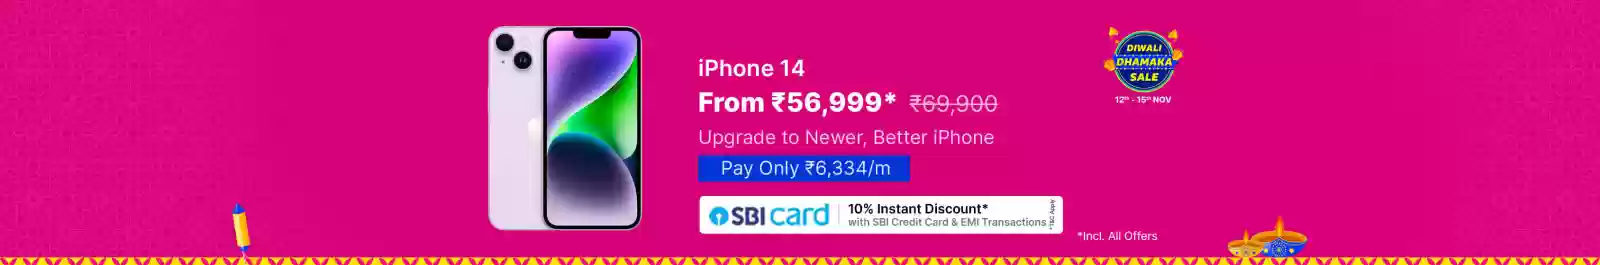 iPhone 14
From ₹56,999* ₹69,900
Upgrade to Newer, Better iPhone
Pay Only ₹6,334/m
SBI card
10% Instant Discount*
with SBI Credit Card & EMI Transactions
*T&C Apply
*Incl. All Offers
DIWALI
DHAMAKA
SALE
12th - 15th NOV